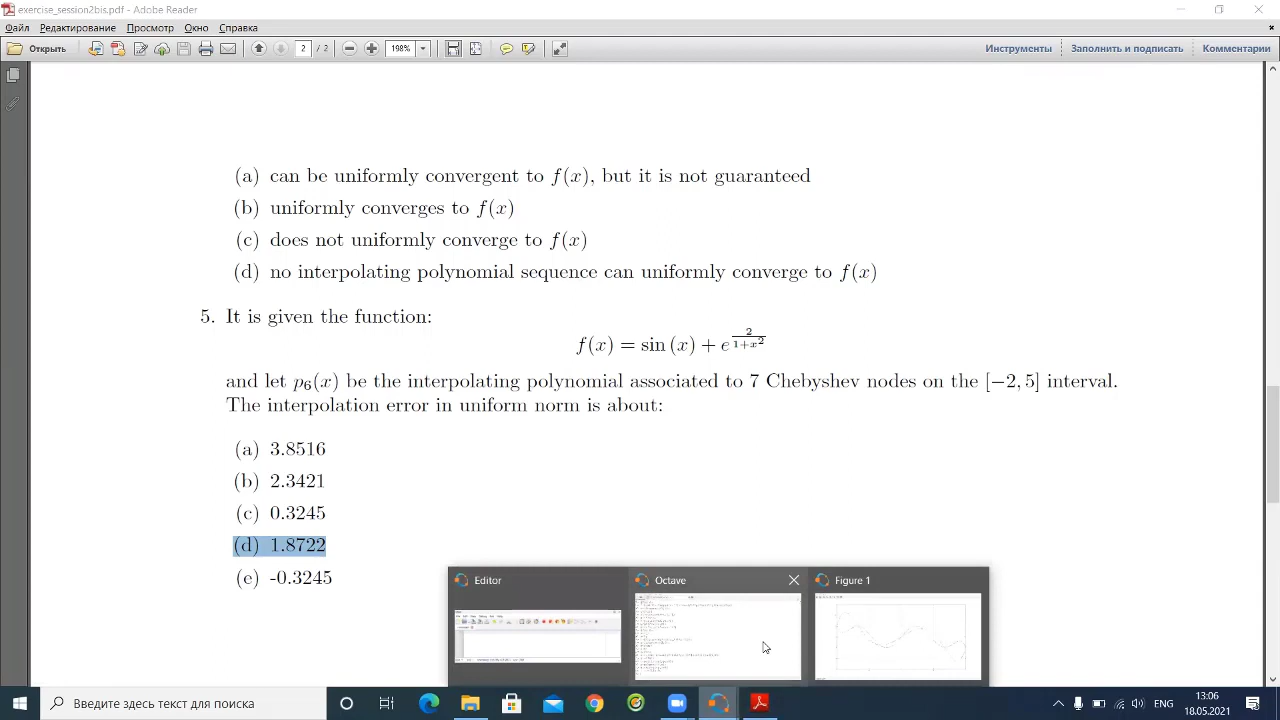 exercise_session2bis.pdf - Adobe Reader
Файл Редактирование Просмотр Окно Справка
Открыть 2 / 2 198% Инструменты Заполнить и подписать Комментарии
(a) can be uniformly convergent to f(x), but it is not guaranteed
(b) uniformly converges to f(x)
(c) does not uniformly converge to f(x)
(d) no interpolating polynomial sequence can uniformly converge to f(x)
5. It is given the function:
f(x) = sin (x) + e^{\frac{2}{1+x^2}}
and let p₆(x) be the interpolating polynomial associated to 7 Chebyshev nodes on the [−2, 5] interval.
The interpolation error in uniform norm is about:
(a) 3.8516
(b) 2.3421
(c) 0.3245
(d) 1.8722
(e) -0.3245
Editor Octave Figure 1
Введите здесь текст для поиска
ENG 13:06
18.05.2021